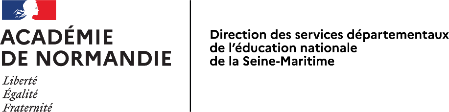 ACADÉMIE
DE NORMANDIE
Liberté
Égalité
Fraternité
Direction des services départementaux
de l'éducation nationale
de la Seine-Maritime